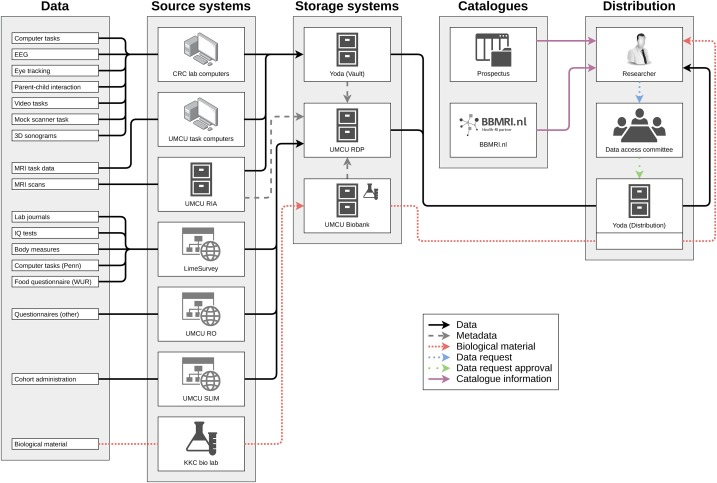 Data
Source systems
Storage systems
Catalogues
Distribution
Computer tasks
EEG
Eye tracking
Parent-child interaction
Video tasks
Mock scanner task
3D sonograms
MRI task data
MRI scans
Lab journals
IQ tests
Body measures
Computer tasks (Penn)
Food questionnaire (WUR)
Questionnaires (other)
Cohort administration
Biological material
CRC lab computers
UMCU task computers
UMCU RIA
LimeSurvey
UMCU RO
UMCU SLIM
KKC bio lab
Yoda (Vault)
UMCU RDP
UMCU Biobank
Prospectus
BBMRI.nl
Health-RI partner
BBMRI.nl
Researcher
Data access committee
Yoda (Distribution)
Data
Metadata
Biological material
Data request
Data request approval
Catalogue information